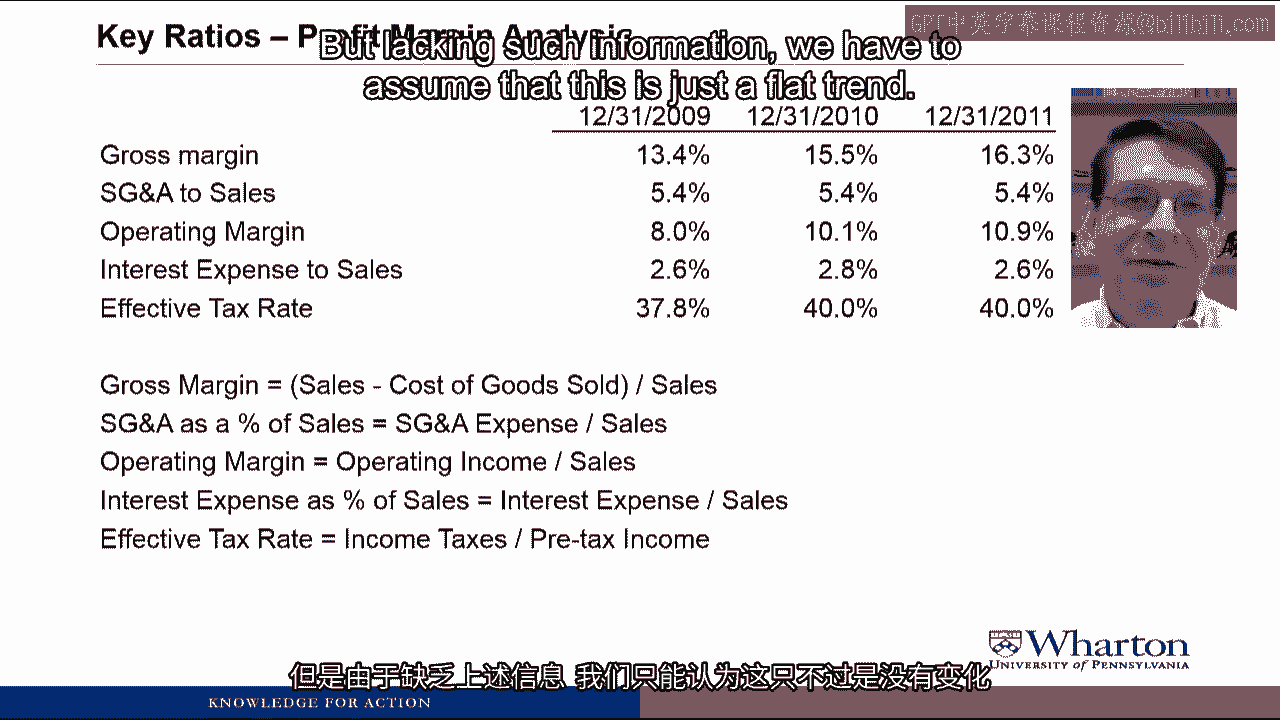 GPT中英字幕课程资源@bilibili.com
Key Ratios – Profit Margin Analysis
But lacking such information, we have to
assume that this is just a flat trend.
12/31/2009 12/31/2010 12/31/2011
Gross margin 13.4% 15.5% 16.3%
SG&A to Sales 5.4% 5.4% 5.4%
Operating Margin 8.0% 10.1% 10.9%
Interest Expense to Sales 2.6% 2.8% 2.6%
Effective Tax Rate 37.8% 40.0% 40.0%
Gross Margin = (Sales - Cost of Goods Sold) / Sales
SG&A as a % of Sales = SG&A Expense / Sales
Operating Margin = Operating Income / Sales
Interest Expense as % of Sales = Interest Expense / Sales
Effective Tax Rate = Income Taxes / Pre-tax Income
Wharton
UNIVERSITY of PENNSYLVANIA
但是由于缺乏上述信息 我们只能认为这只不过是没有变化
KNOWLEDGE FOR ACTION